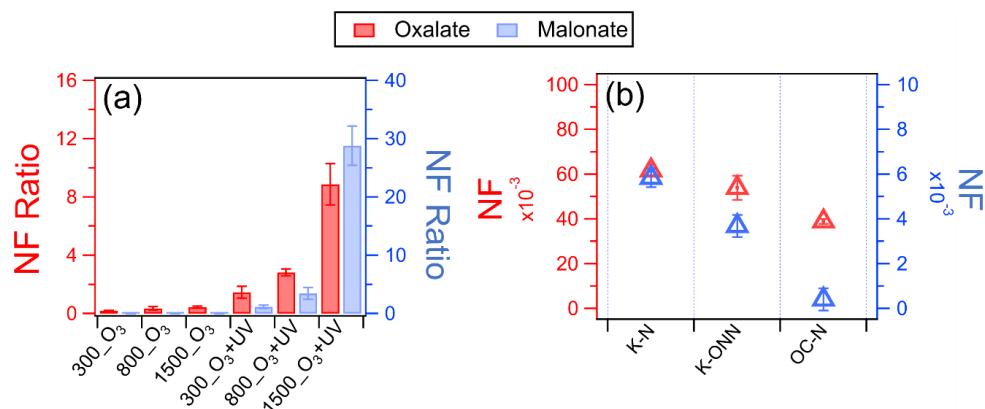 Oxalate Malonate
(a)
NF Ratio
16
12
8
4
0
40
30
20
10
0
NF Ratio
300_O3
800_O3
1500_O3
300_O3+UV
800_O3+UV
1500_O3+UV
(b)
NF
x10-3
100
80
60
40
20
0
10
8
6
4
2
0
NF
x10-3
K-N
K-ONN
OC-N